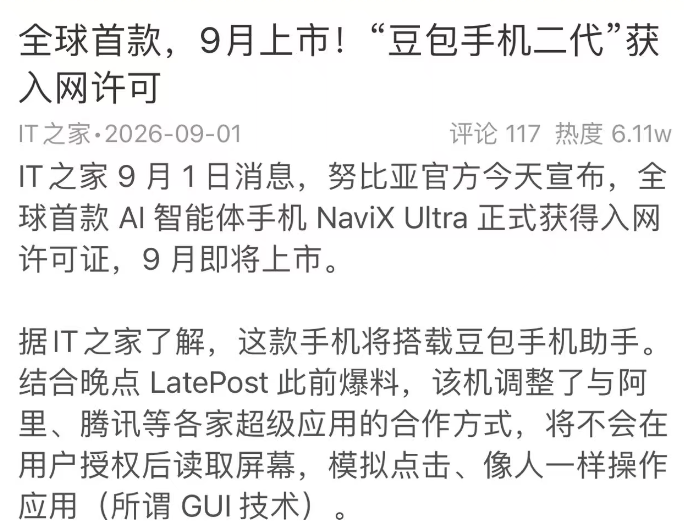 全球首款，9月上市！“豆包手机二代”获
入网许可
IT之家•2026-09-01 评论 117 热度 6.11w
IT之家 9 月 1 日消息，努比亚官方今天宣布，全
球首款 AI 智能体手机 NaviX Ultra 正式获得入网
许可证，9 月即将上市。
据IT之家了解，这款手机将搭载豆包手机助手。
结合晚点 LatePost 此前爆料，该机调整了与阿
里、腾讯等各家超级应用的合作方式，将不会在
用户授权后读取屏幕，模拟点击、像人一样操作
应用（所谓 GUI 技术）。